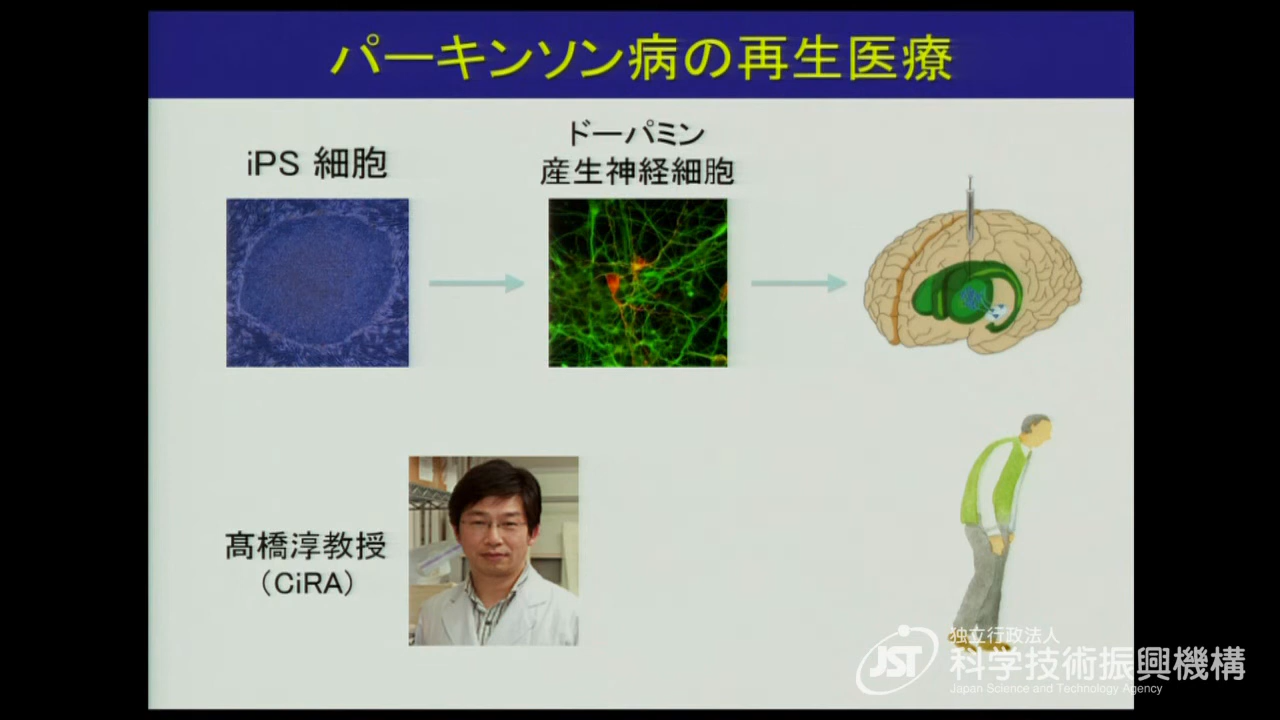 パーキンソン病の再生医療
iPS 細胞
ドーパミン
産生神経細胞
髙橋淳教授
（CiRA）
JST
独立行政法人
科学技術振興機構
Japan Science and Technology Agency